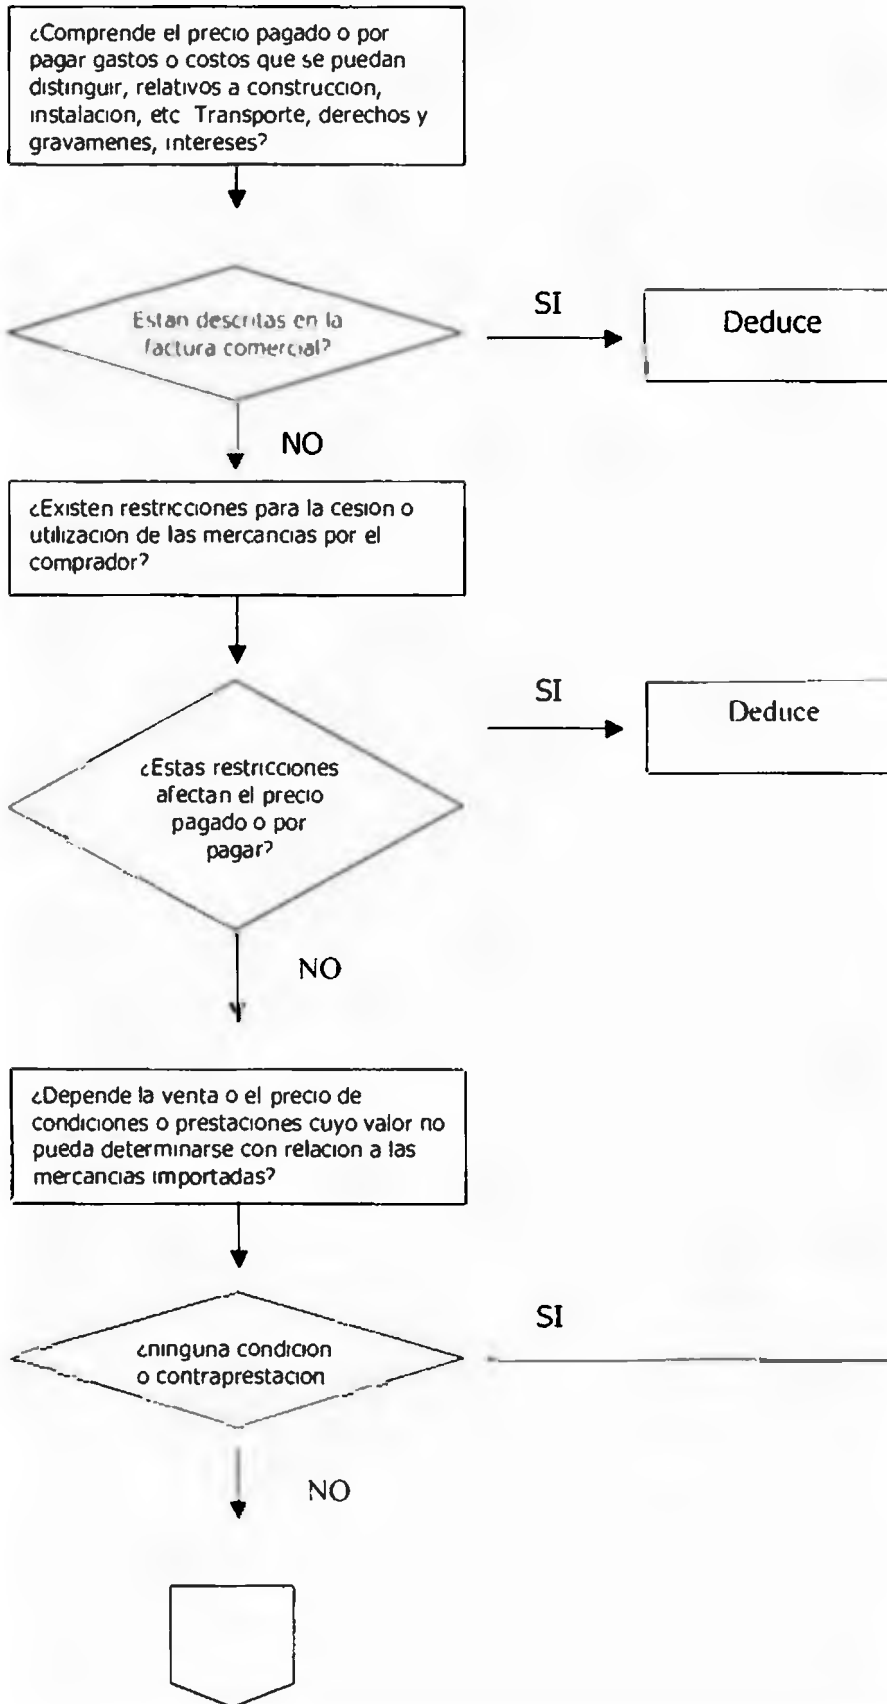 ¿Comprende el precio pagado o por
pagar gastos o costos que se puedan
distinguir, relativos a construccion,
instalacion, etc Transporte, derechos y
gravamenes, intereses?
Estan descritas en la
factura comercial?
SI
Deduce
NO
¿Existen restricciones para la cesion o
utilizacion de las mercancias por el
comprador?
SI
Deduce
¿Estas restricciones
afectan el precio
pagado o por
pagar?
NO
¿Depende la venta o el precio de
condiciones o prestaciones cuyo valor no
pueda determinarse con relacion a las
mercancias importadas?
SI
¿ninguna condicion
o contraprestacion
NO